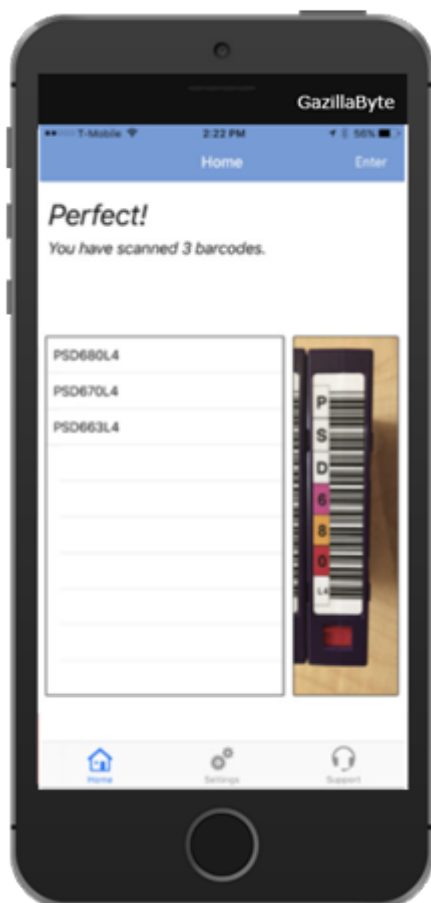 GazillaByte
T-Mobile 2:22 PM 56%
Home Enter
Perfect!
You have scanned 3 barcodes.
PSD680L4
PSD670L4
PSD663L4
P
S
D
6
8
0
L4
Home Settings Support